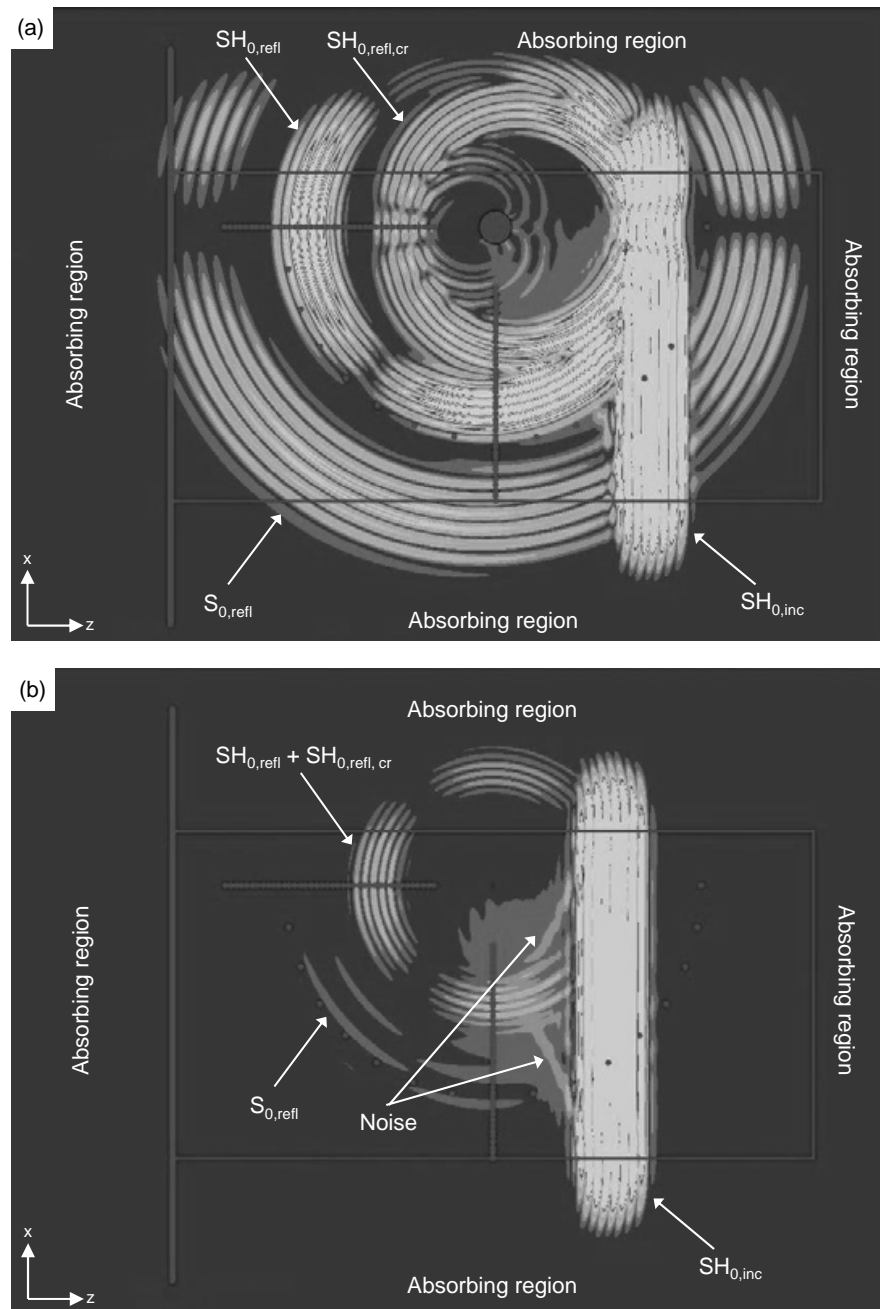 (a)
SH0,refl
SH0,refl,cr
Absorbing region
Absorbing region
Absorbing region
x
z
S0,refl
Absorbing region
SH0,inc
(b)
Absorbing region
SH0,refl + SH0,refl, cr
Absorbing region
Absorbing region
S0,refl
Noise
x
z
Absorbing region
SH0,inc